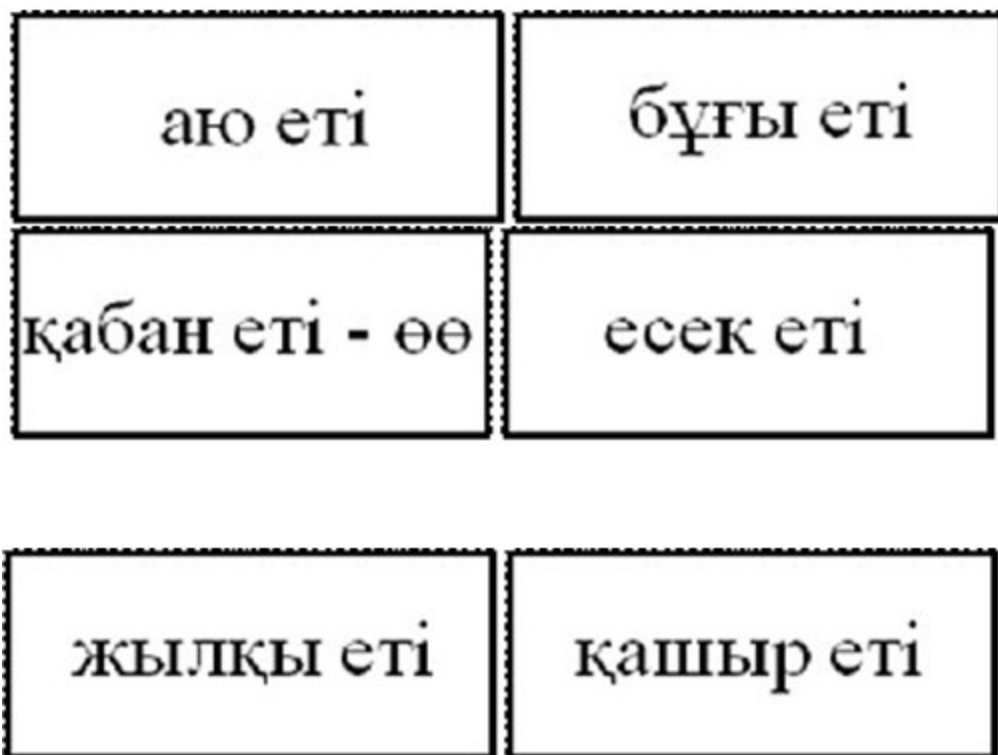 аю еті
бұғы еті
қабан еті - өө
есек еті
жылқы еті
қашыр еті